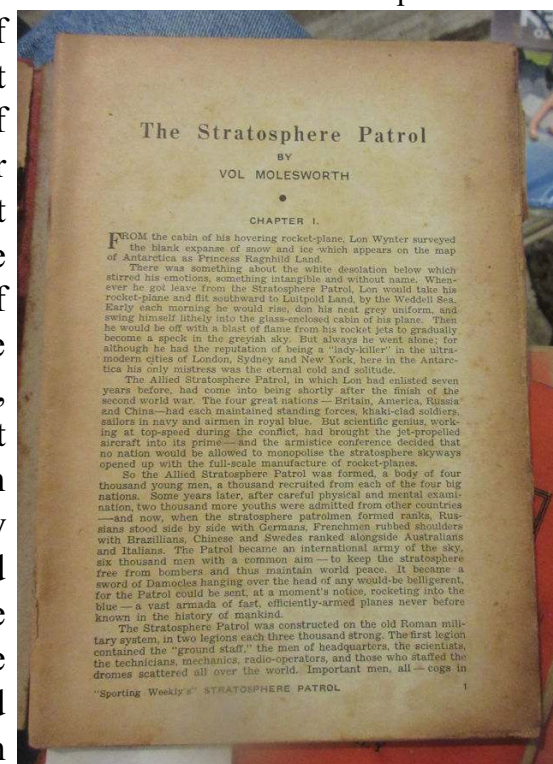 The Stratosphere Patrol
BY
VOL MOLESWORTH
CHAPTER I.
FROM the cabin of his hovering rocket-plane, Lon Wynter surveyed
the blank expanse of snow and ice which appears on the map
of Antarctica as Princess Ragnhild Land.
There was something about the white desolation below which
stirred his emotions, something intangible and without name. When-
ever he got leave from the Stratosphere Patrol, Lon would take his
rocket-plane and flit southward to Luitpold Land, by the Weddell Sea.
Early each morning he would rise, don his neat grey uniform, and
swing himself lithely into the glass-enclosed cabin of his plane. Then
he would be off with a blast of flame from his rocket jets to gradually
become a speck in the greyish sky. But always he went alone; for
although he had the reputation of being a "lady-killer" in the ultra-
modern cities of London, Sydney and New York, here in the Antarc-
tica his only mistress was the eternal cold and solitude.
The Allied Stratosphere Patrol, in which Lon had enlisted seven
years before, had come into being shortly after the finish of the
second world war. The four great nations — Britain, America, Russia
and China—had each maintained standing forces, khaki-clad soldiers,
sailors in navy and airmen in royal blue. But scientific genius, work-
ing at top-speed during the conflict, had brought the jet-propelled
aircraft into its prime — and the armistice conference decided that
no nation would be allowed to monopolise the stratosphere skyways
opened up with the full-scale manufacture of rocket-planes.
So the Allied Stratosphere Patrol was formed, a body of four
thousand young men, a thousand recruited from each of the four big
nations. Some years later, after careful physical and mental exami-
nation, two thousand more youths were admitted from other countries
—and now, when the stratosphere patrolmen formed ranks, Rus-
sians stood side by side with Germans, Frenchmen rubbed shoulders
with Brazillians, Chinese and Swedes ranked alongside Australians
and Italians. The Patrol became an international army of the sky,
six thousand men with a common aim — to keep the stratosphere
free from bombers and thus maintain world peace. It became a
sword of Damocles hanging over the head of any would-be belligerent,
for the Patrol could be sent, at a moment's notice, rocketing into the
blue — a vast armada of fast, efficiently-armed planes never before
known in the history of mankind.
The Stratosphere Patrol was constructed on the old Roman mili-
tary system, in two legions each three thousand strong. The first legion
contained the "ground staff," the men of headquarters, the scientists,
the technicians, mechanics, radio-operators, and those who staffed the
dromes scattered all over the world. Important men, all — cogs in
"Sporting Weekly's" STRATOSPHERE PATROL 1